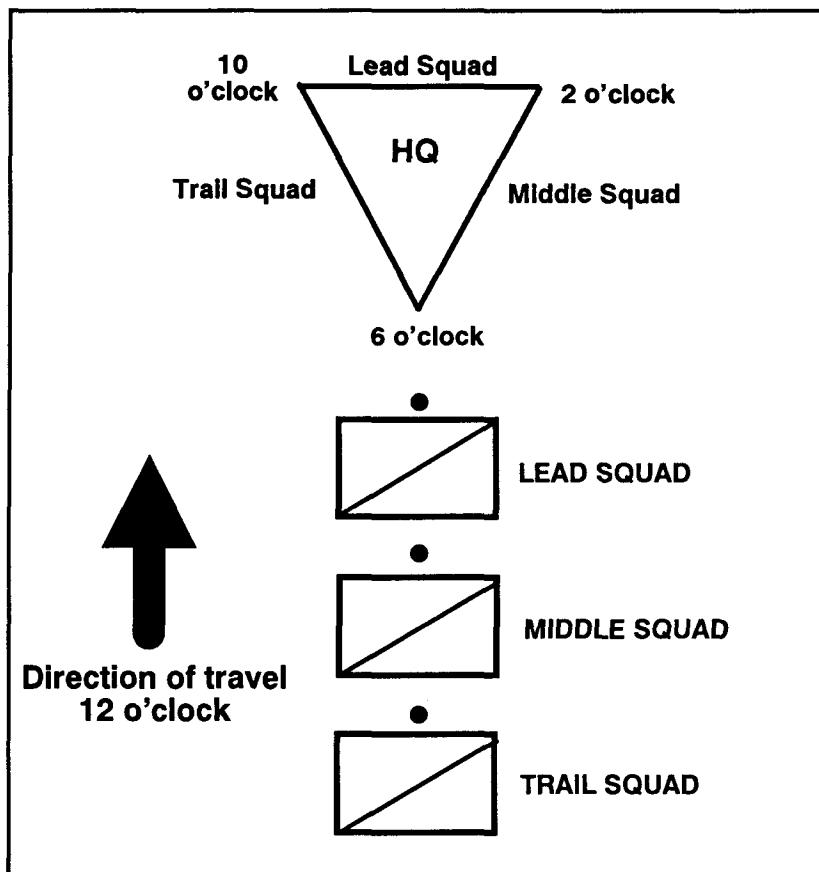 10
o'clock
Lead Squad
2 o'clock
HQ
Trail Squad
Middle Squad
6 o'clock
LEAD SQUAD
MIDDLE SQUAD
Direction of travel
12 o'clock
TRAIL SQUAD